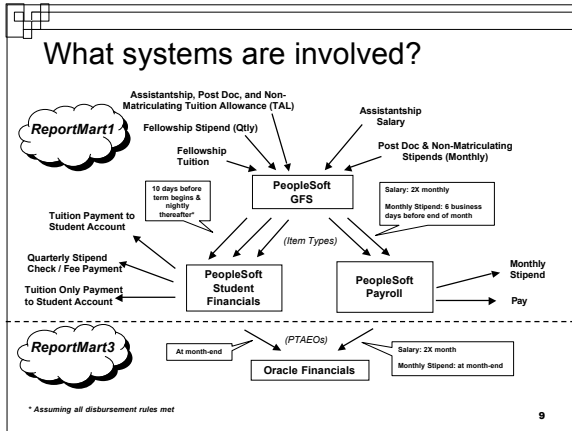 What systems are involved?
ReportMart1
Assistantship, Post Doc, and Non-
Matriculating Tuition Allowance (TAL)
Fellowship Stipend (Qtly)
Fellowship
Tuition
Assistantship
Salary
Post Doc & Non-Matriculating
Stipends (Monthly)
PeopleSoft
GFS
10 days before
term begins &
nightly
thereafter*
Salary: 2X monthly
Monthly Stipend: 6 business
days before end of month
(Item Types)
Tuition Payment to
Student Account
Quarterly Stipend
Check / Fee Payment
Tuition Only Payment
to Student Account
PeopleSoft
Student
Financials
PeopleSoft
Payroll
Monthly
Stipend
Pay
ReportMart3
At month-end
(PTAEOs)
Salary: 2X month
Monthly Stipend: at month-end
Oracle Financials
* Assuming all disbursement rules met
9